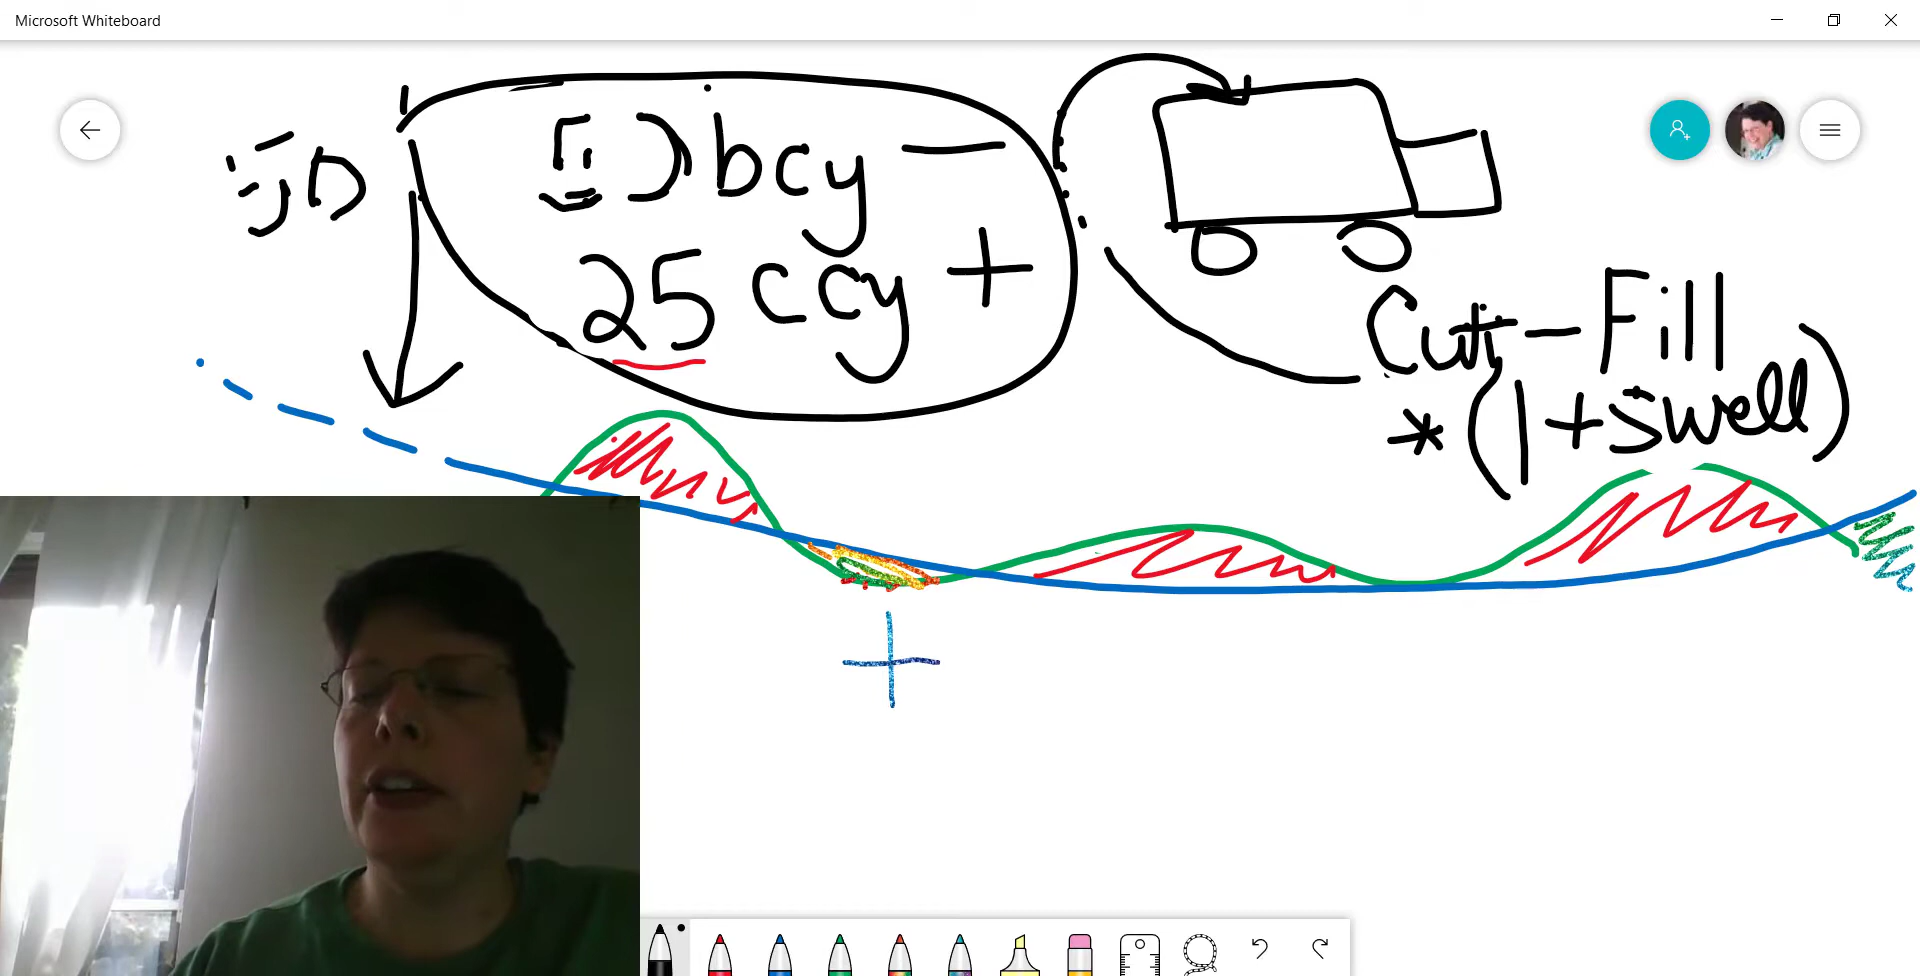 Microsoft Whiteboard
bcy −
25 ccy +
Cut − Fill
* (1 + swell)
+